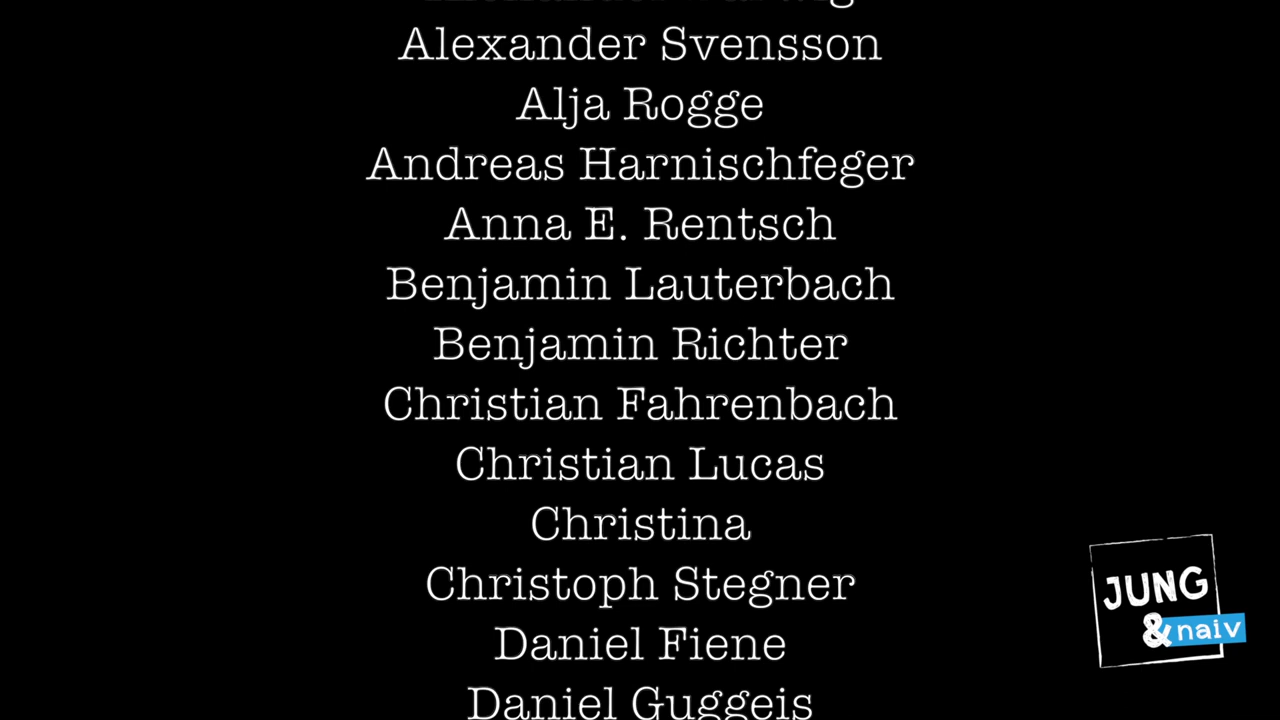 Alexander Svensson
Alja Rogge
Andreas Harnischfeger
Anna E. Rentsch
Benjamin Lauterbach
Benjamin Richter
Christian Fahrenbach
Christian Lucas
Christina
Christoph Stegner
Daniel Fiene
Daniel Guggeis
JUNG
& naiv